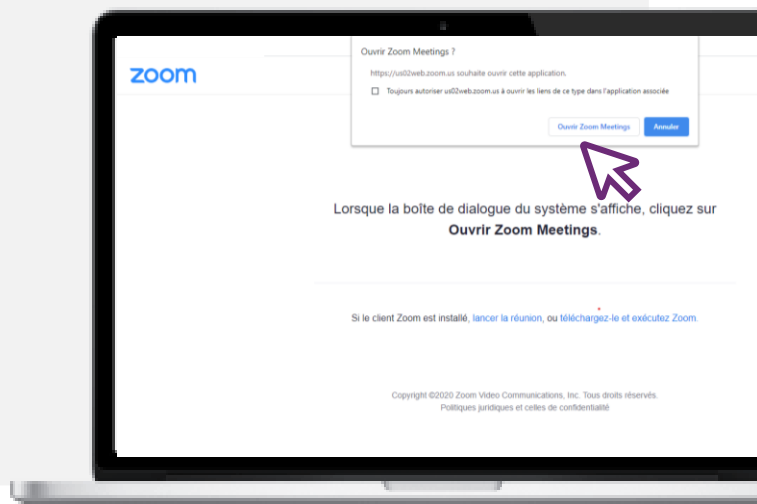 zoom
Ouvrir Zoom Meetings ?
https://us02web.zoom.us souhaite ouvrir cette application.
Toujours autoriser us02web.zoom.us à ouvrir les liens de ce type dans l'application associée
Ouvrir Zoom Meetings Annuler
Lorsque la boîte de dialogue du système s'affiche, cliquez sur
Ouvrir Zoom Meetings.
Si le client Zoom est installé, lancer la réunion, ou téléchargez-le et exécutez Zoom.
Copyright ©2020 Zoom Video Communications, Inc. Tous droits réservés.
Politiques juridiques et celles de confidentialité